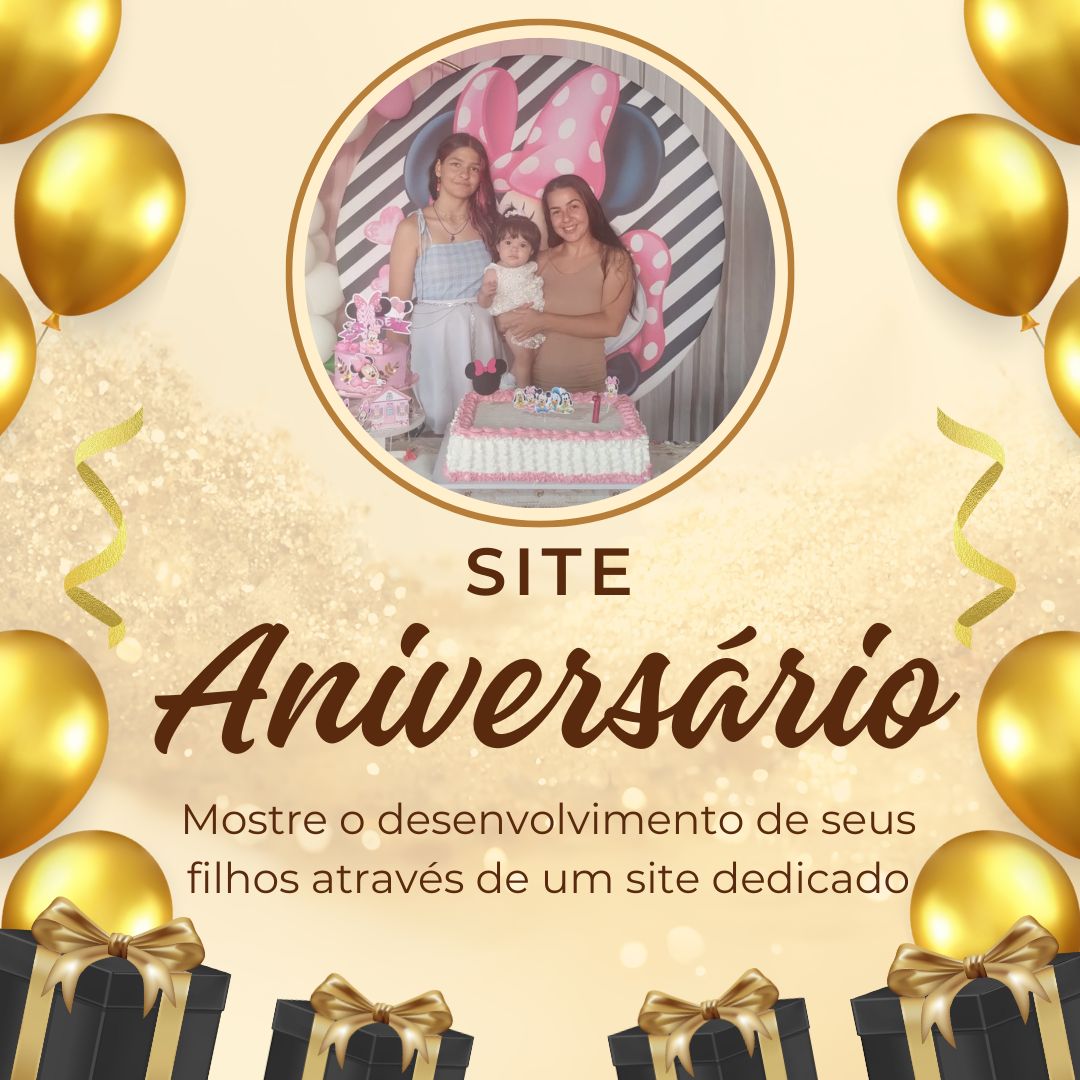 SITE
Aniversário
Mostre o desenvolvimento de seus
filhos através de um site dedicado